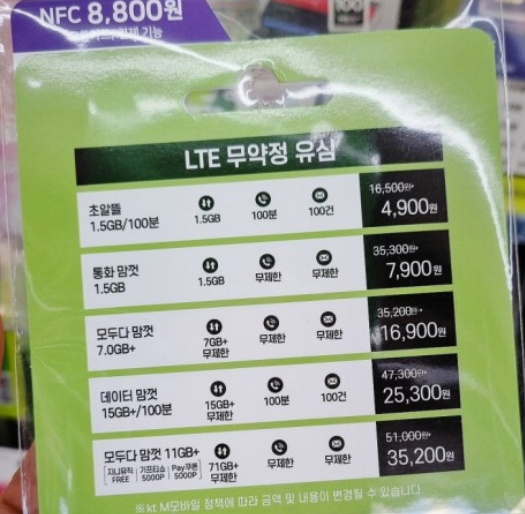 NFC 8,800원
기능
100
LTE 무약정 유심
초알뜰
1.5GB/100분
1.5GB
100분
100건
16,500원
4,900원
통화 맘껏
1.5GB
1.5GB
무제한
무제한
35,300원
7,900원
모두다 맘껏
7.0GB+
7GB+
무제한
무제한
무제한
35,200원
16,900원
데이터 맘껏
15GB+/100분
15GB+
무제한
100분
100건
47,300원
25,300원
모두다 맘껏 11GB+
지니뮤직 FREE
기프티쇼 5000P
Pay쿠폰 5000P
71GB+
무제한
무제한
무제한
51,000원
35,200원
※ kt M모바일 정책에 따라 금액 및 내용이 변경될 수 있습니다.